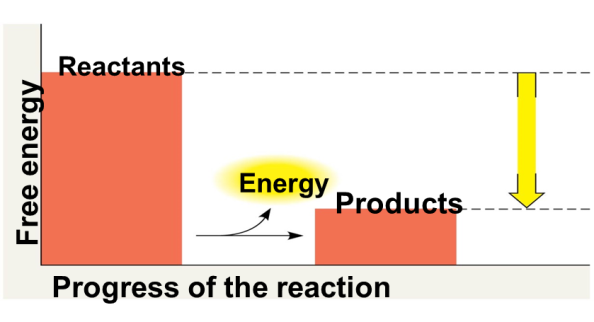 Reactants
Free energy
Energy
Products
Progress of the reaction